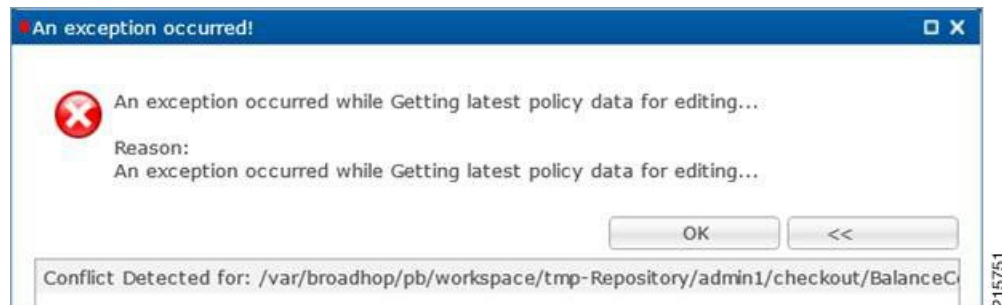 An exception occurred!
An exception occurred while Getting latest policy data for editing...
Reason:
An exception occurred while Getting latest policy data for editing...
OK
<<
Conflict Detected for: /var/broadhop/pb/workspace/tmp-Repository/admin1/checkout/BalanceC
315751